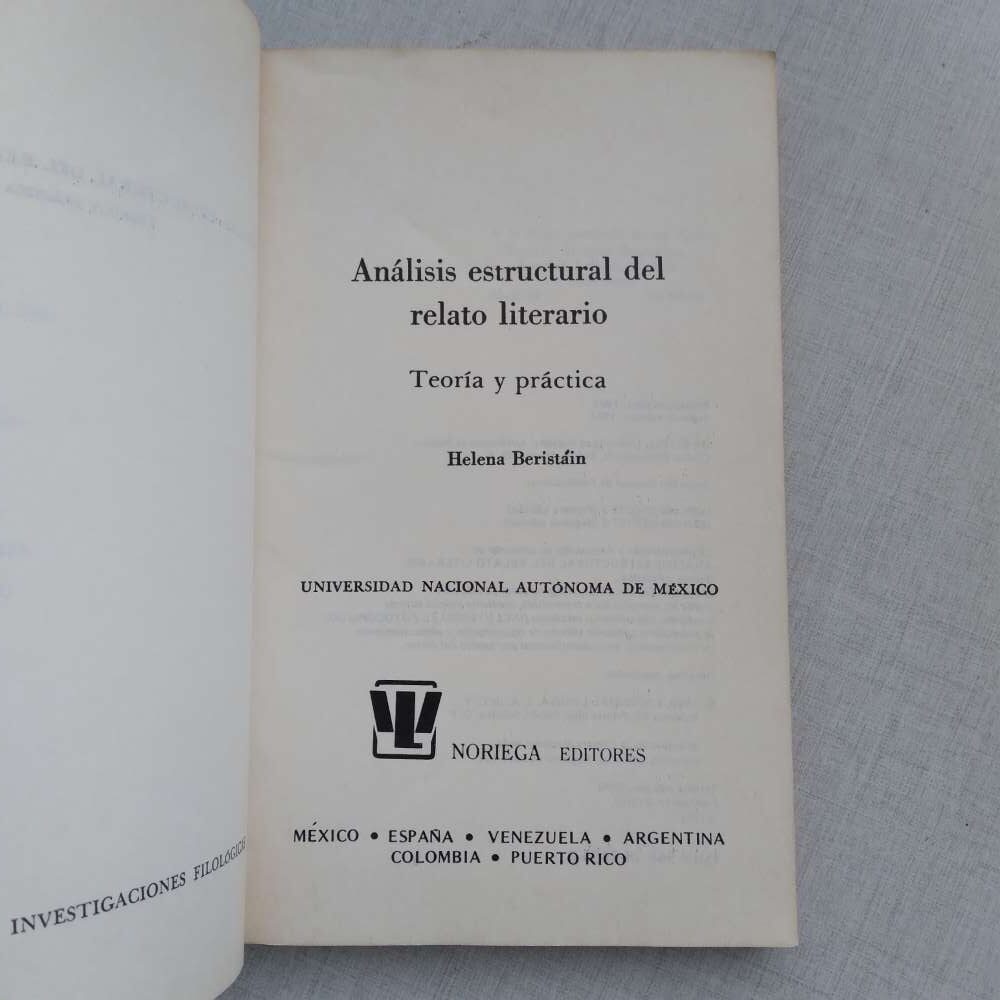 INVESTIGACIONES FILOLÓGICAS
Análisis estructural del
relato literario
Teoría y práctica
Helena Beristáin
UNIVERSIDAD NACIONAL AUTÓNOMA DE MÉXICO
NORIEGA EDITORES
MÉXICO • ESPAÑA • VENEZUELA • ARGENTINA
COLOMBIA • PUERTO RICO